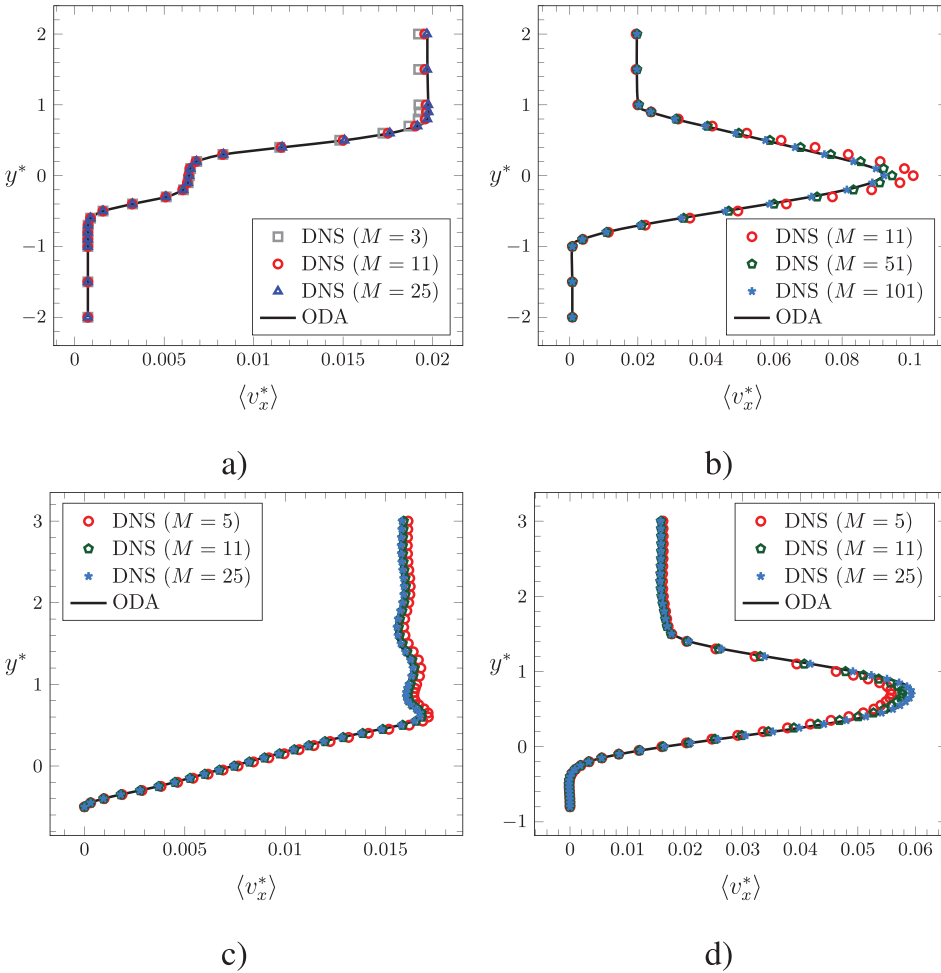 2
1
0
−1
−2
y*
DNS (M = 3)
DNS (M = 11)
DNS (M = 25)
ODA
0 0.005 0.01 0.015 0.02
⟨v*ₓ⟩
a)
2
1
0
−1
−2
y*
DNS (M = 11)
DNS (M = 51)
DNS (M = 101)
ODA
0 0.02 0.04 0.06 0.08 0.1
⟨v*ₓ⟩
b)
3
2
1
0
y*
DNS (M = 5)
DNS (M = 11)
DNS (M = 25)
ODA
0 0.005 0.01 0.015
⟨v*ₓ⟩
c)
3
2
1
0
−1
y*
DNS (M = 5)
DNS (M = 11)
DNS (M = 25)
ODA
0 0.01 0.02 0.03 0.04 0.05 0.06
⟨v*ₓ⟩
d)